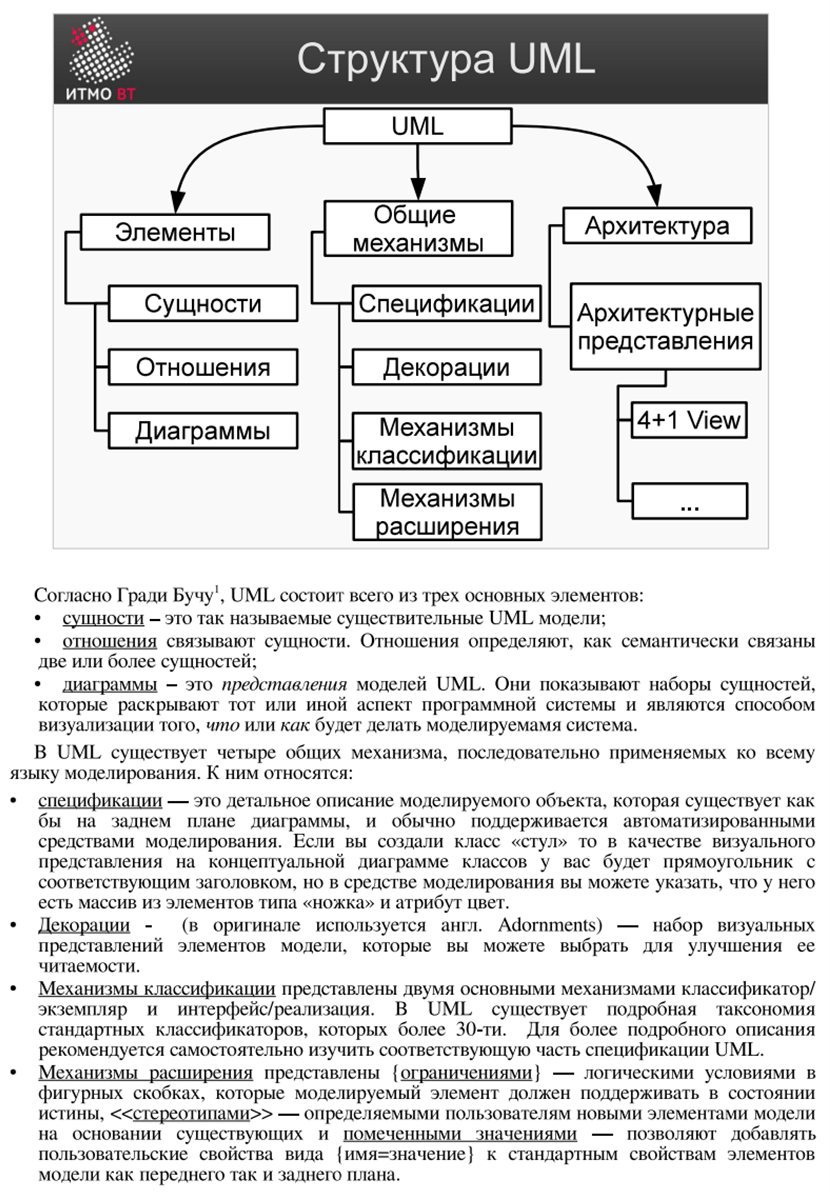 ИТМО ВТ
Структура UML
UML
Элементы
Общие
механизмы
Архитектура
Сущности
Отношения
Диаграммы
Спецификации
Декорации
Механизмы
классификации
Механизмы
расширения
Архитектурные
представления
4+1 View
...
Согласно Гради Бучу1, UML состоит всего из трех основных элементов:
• сущности – это так называемые существительные UML модели;
• отношения связывают сущности. Отношения определяют, как семантически связаны
две или более сущностей;
• диаграммы – это представления моделей UML. Они показывают наборы сущностей,
которые раскрывают тот или иной аспект программной системы и являются способом
визуализации того, что или как будет делать моделируемамя система.
В UML существует четыре общих механизма, последовательно применяемых ко всему
языку моделирования. К ним относятся:
• спецификации — это детальное описание моделируемого объекта, которая существует как
бы на заднем плане диаграммы, и обычно поддерживается автоматизированными
средствами моделирования. Если вы создали класс «стул» то в качестве визуального
представления на концептуальной диаграмме классов у вас будет прямоугольник с
соответствующим заголовком, но в средстве моделирования вы можете указать, что у него
есть массив из элементов типа «ножка» и атрибут цвет.
• Декорации - (в оригинале используется англ. Adornments) — набор визуальных
представлений элементов модели, которые вы можете выбрать для улучшения ее
читаемости.
• Механизмы классификации представлены двумя основными механизмами классификатор/
экземпляр и интерфейс/реализация. В UML существует подробная таксономия
стандартных классификаторов, которых более 30-ти. Для более подробного описания
рекомендуется самостоятельно изучить соответствующую часть спецификации UML.
• Механизмы расширения представлены {ограничениями} — логическими условиями в
фигурных скобках, которые моделируемый элемент должен поддерживать в состоянии
истины, <<стереотипами>> — определяемыми пользователям новыми элементами модели
на основании существующих и помеченными значениями — позволяют добавлять
пользовательские свойства вида {имя=значение} к стандартным свойствам элементов
модели как переднего так и заднего плана.